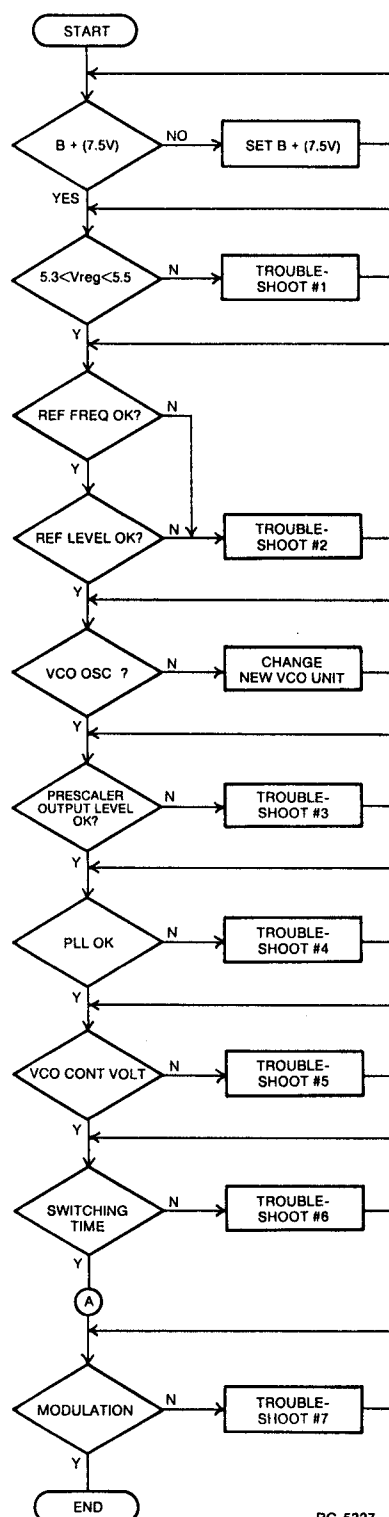 START
B + (7.5V)
NO
SET B + (7.5V)
YES
5.3<Vreg<5.5
N
TROUBLE-
SHOOT #1
Y
REF FREQ OK?
N
Y
REF LEVEL OK?
N
TROUBLE-
SHOOT #2
Y
VCO OSC ?
N
CHANGE
NEW VCO UNIT
Y
PRESCALER
OUTPUT LEVEL
OK?
N
TROUBLE-
SHOOT #3
Y
PLL OK
N
TROUBLE-
SHOOT #4
Y
VCO CONT VOLT
N
TROUBLE-
SHOOT #5
Y
SWITCHING
TIME
N
TROUBLE-
SHOOT #6
Y
A
MODULATION
N
TROUBLE-
SHOOT #7
Y
END